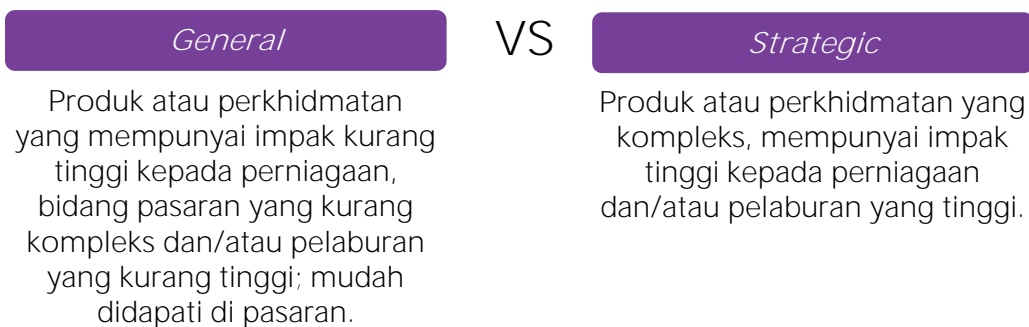 General
VS
Strategic
Produk atau perkhidmatan
yang mempunyai impak kurang
tinggi kepada perniagaan,
bidang pasaran yang kurang
kompleks dan/atau pelaburan
yang kurang tinggi; mudah
didapati di pasaran.
Produk atau perkhidmatan yang
kompleks, mempunyai impak
tinggi kepada perniagaan
dan/atau pelaburan yang tinggi.